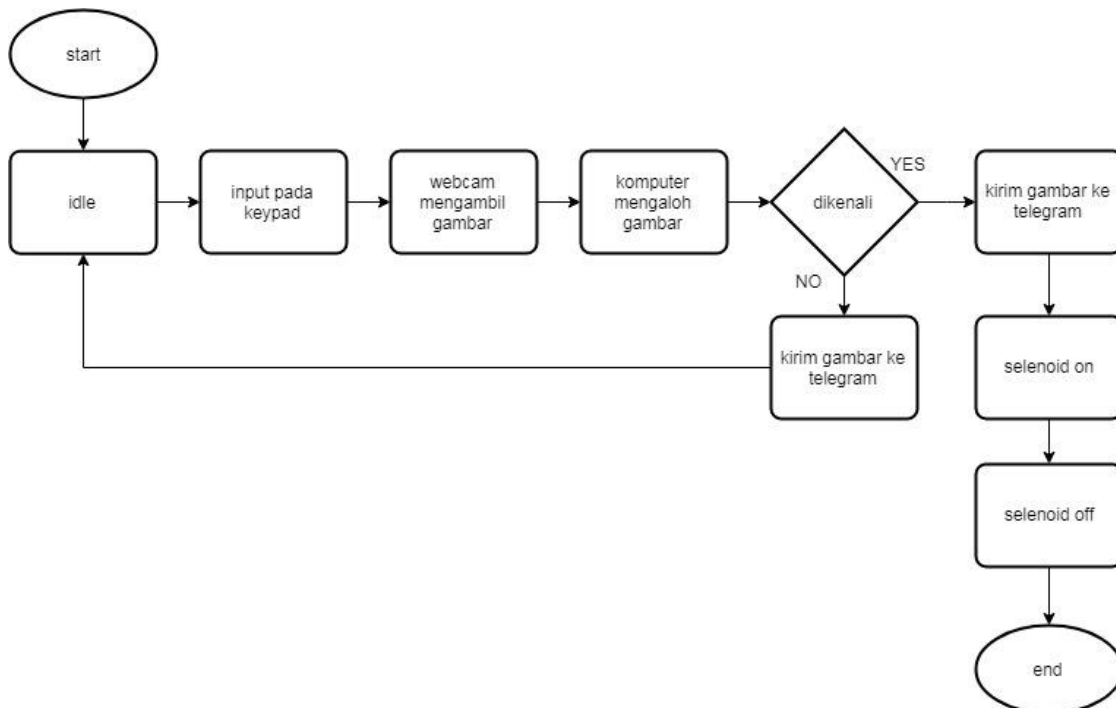 start
idle
input pada
keypad
webcam
mengambil
gambar
komputer
mengaloh
gambar
dikenali
YES
kirim gambar ke
telegram
NO
kirim gambar ke
telegram
selenoid on
selenoid off
end